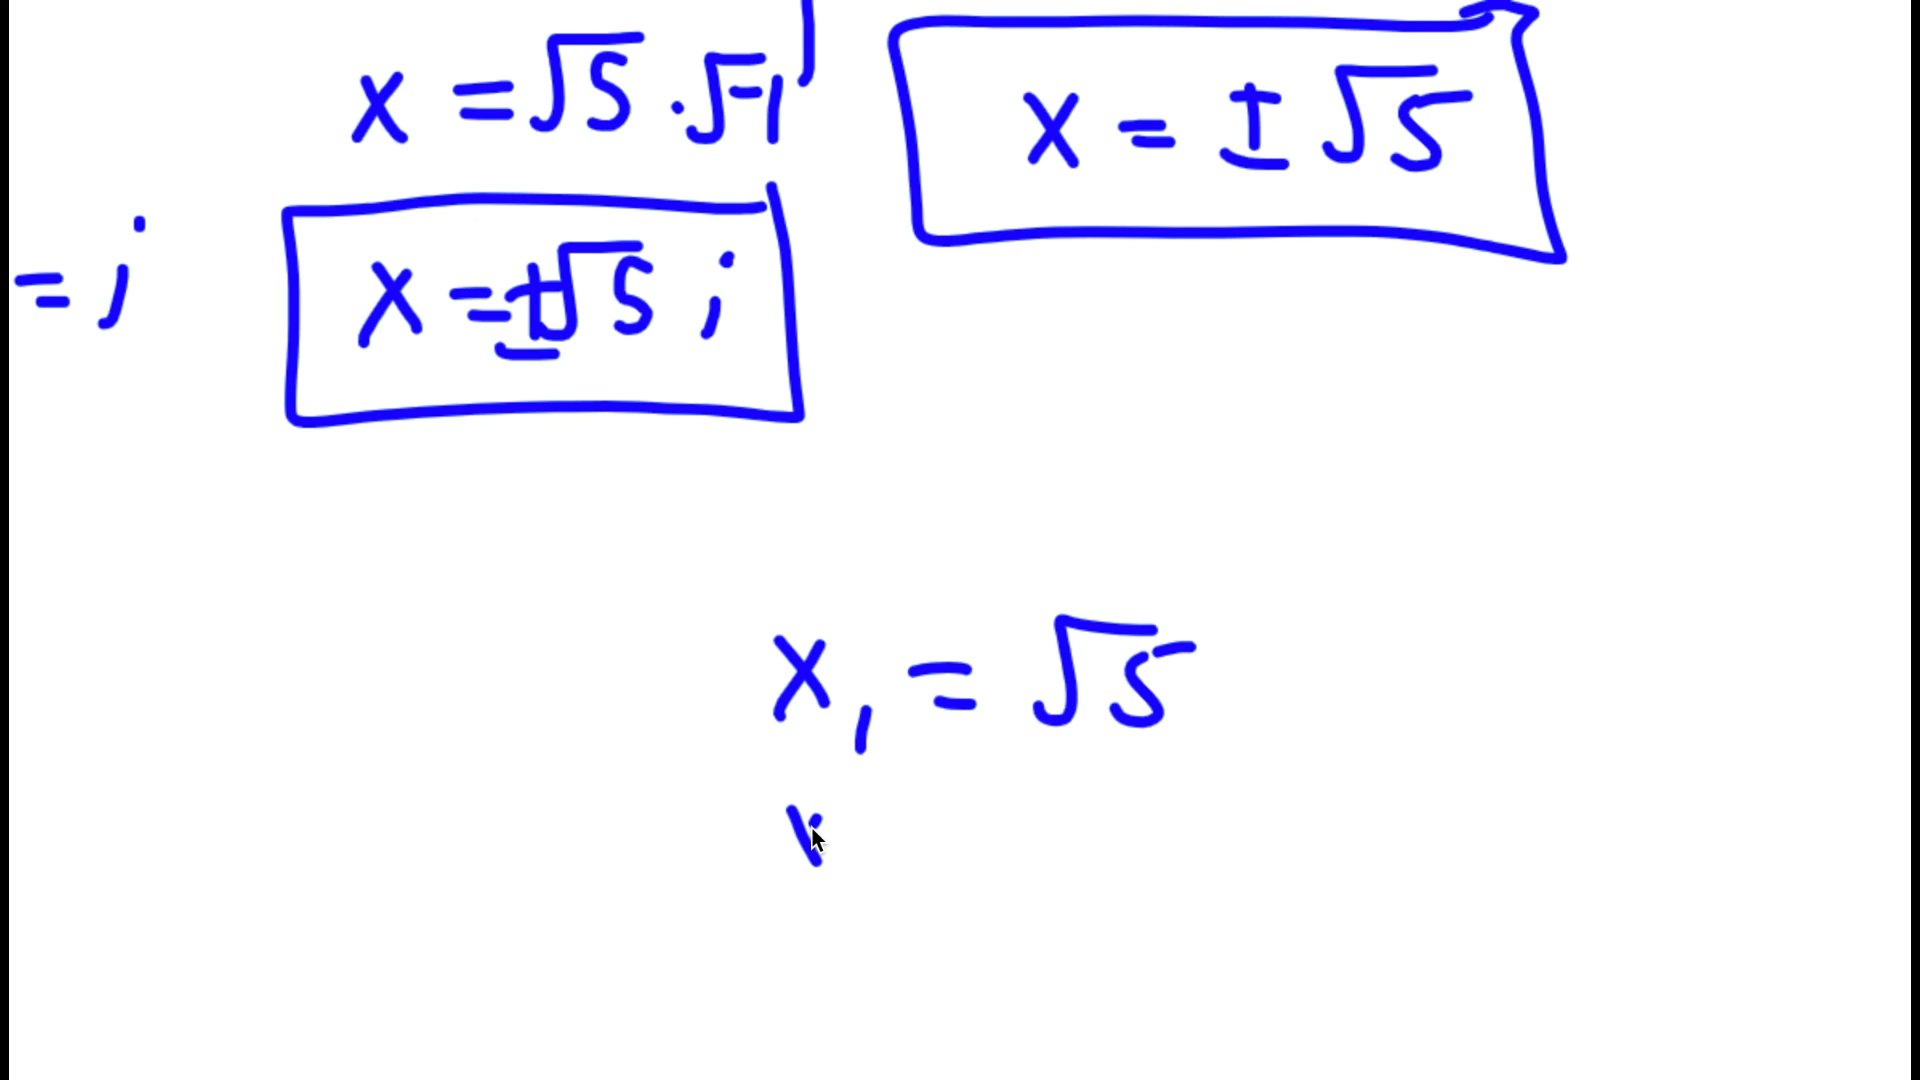 x = √5 · √-1
x = ± √5
= i
x = ±√5 i
x₁ = √5